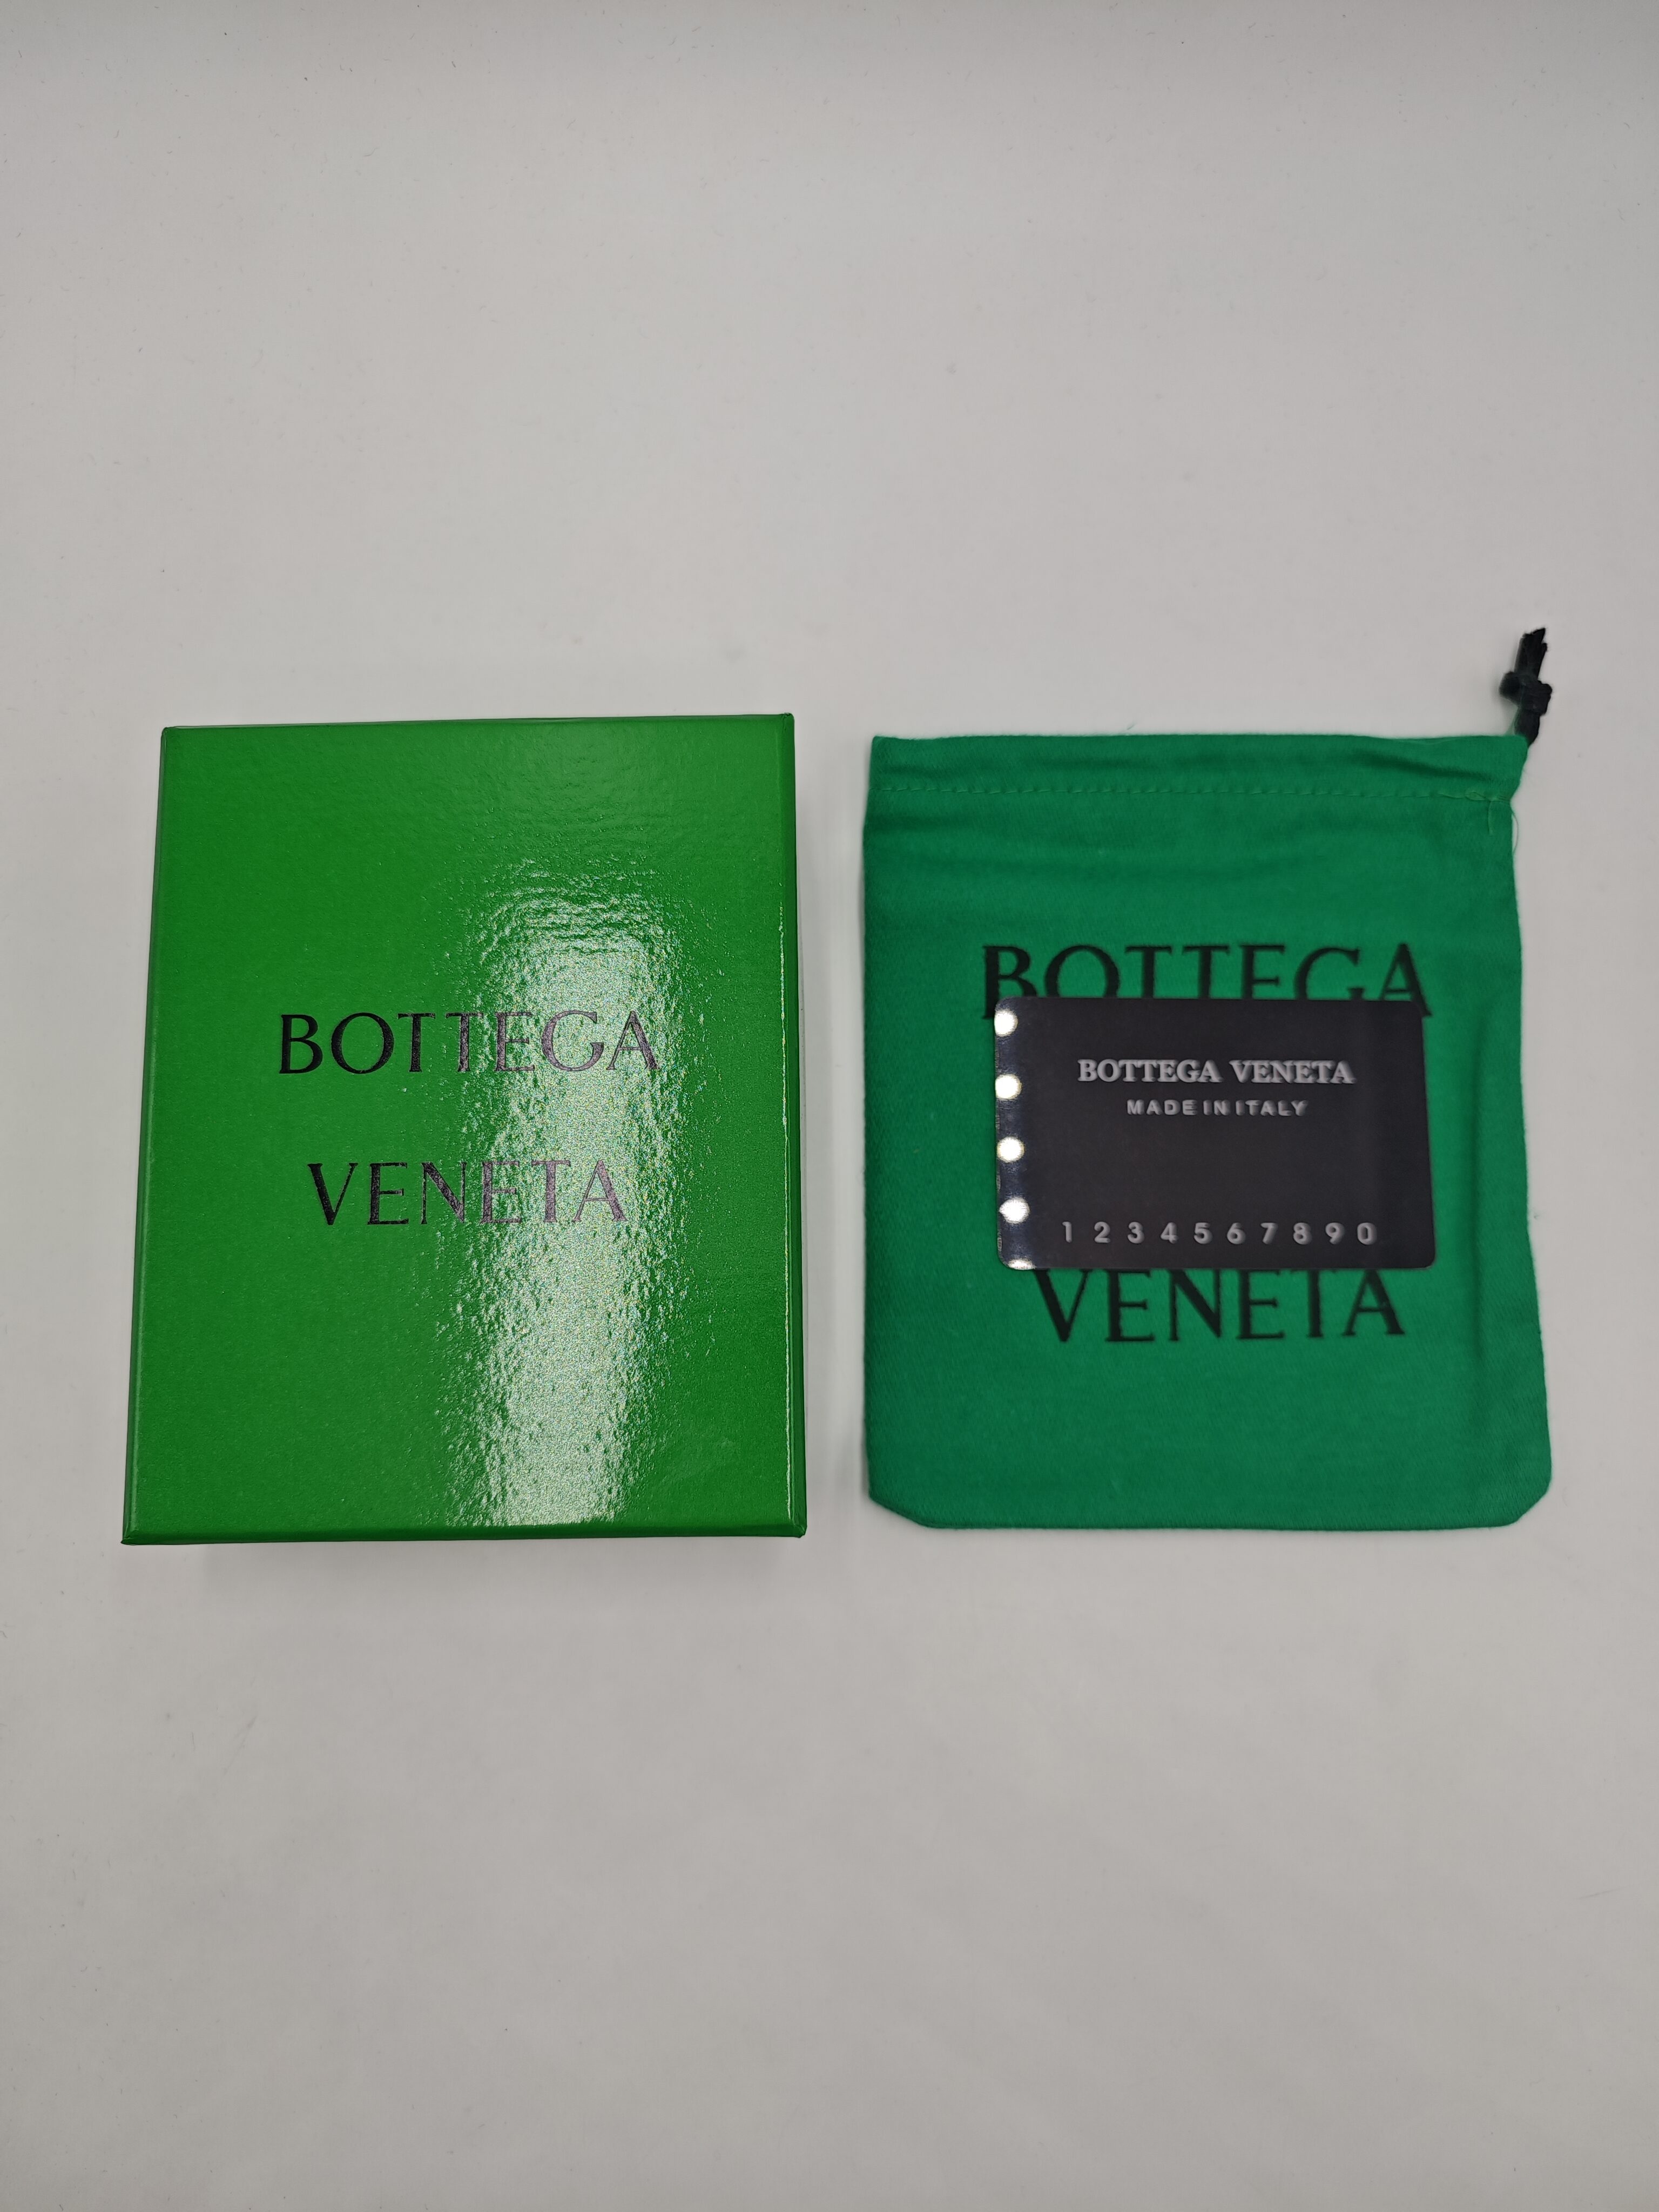 BOTTEGA
VENETA
BOTTEGA
BOTTEGA VENETA
MADE IN ITALY
1234567890
VENETA